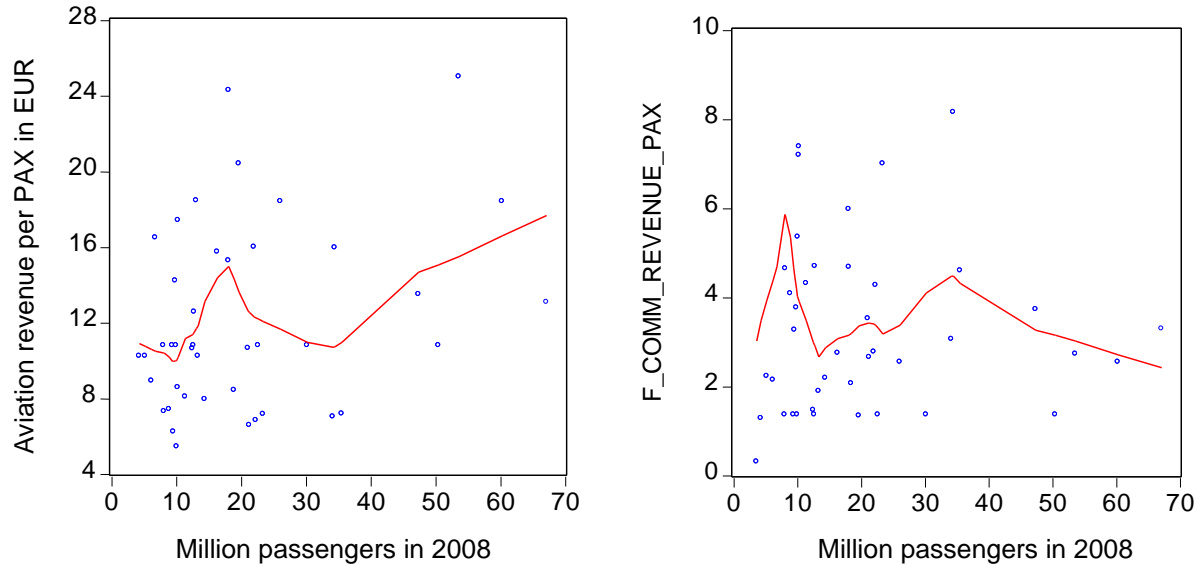 Aviation revenue per PAX in EUR
28
24
20
16
12
8
4
0 10 20 30 40 50 60 70
Million passengers in 2008
F_COMM_REVENUE_PAX
10
8
6
4
2
0
0 10 20 30 40 50 60 70
Million passengers in 2008